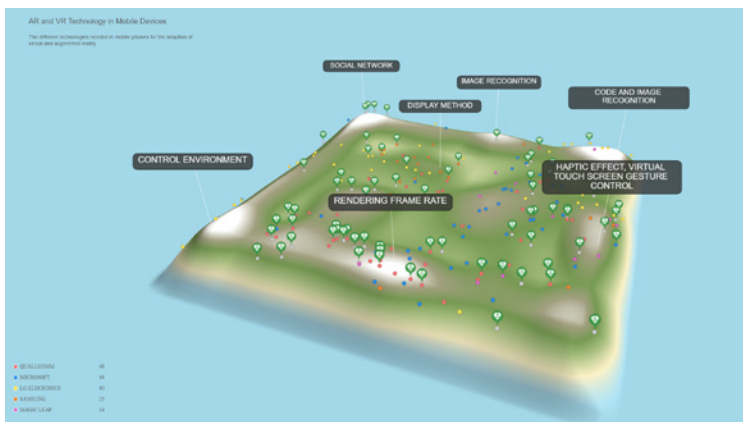 AR and VR Technology in Mobile Devices
The different technologies needed in mobile phones for the adoption of
virtual and augmented reality
SOCIAL NETWORK
IMAGE RECOGNITION
CODE AND IMAGE
RECOGNITION
DISPLAY METHOD
CONTROL ENVIRONMENT
HAPTIC EFFECT, VIRTUAL
TOUCH SCREEN GESTURE
CONTROL
RENDERING FRAME RATE
QUALCOMM
MICROSOFT
LG ELECTRONICS
SAMSUNG
MAGIC LEAP